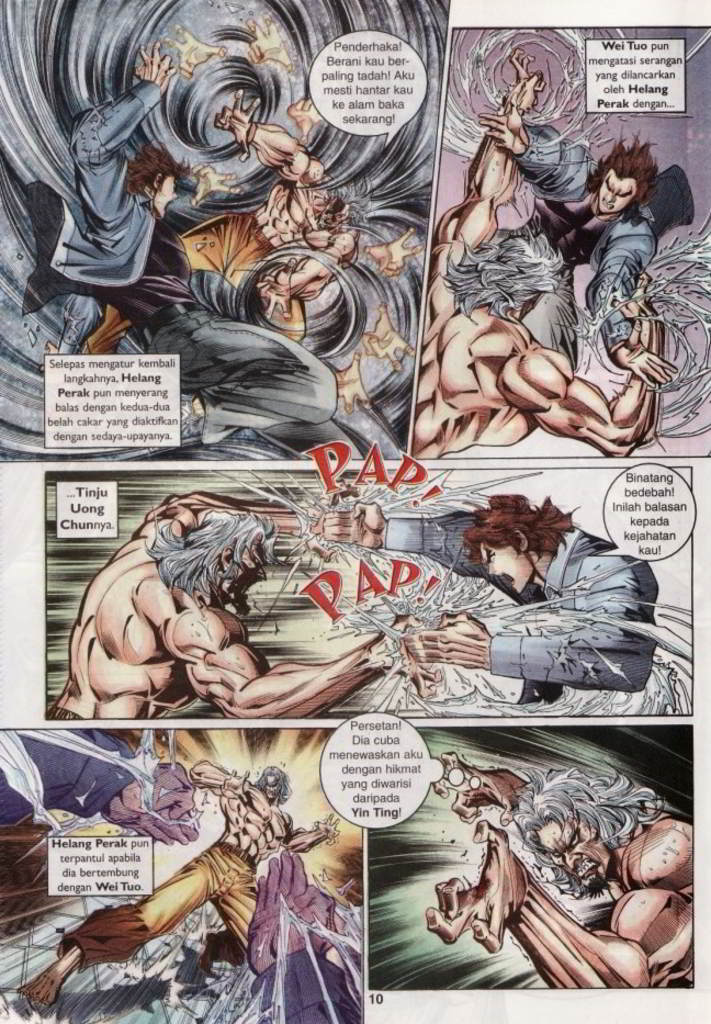 Penderhaka!
Berani kau ber-
paling tadah! Aku
mesti hantar kau
ke alam baka
sekarang!
Selepas mengatur kembali
langkahnya, Helang
Perak pun menyerang
balas dengan kedua-dua
belah cakar yang diaktifkan
dengan sedaya-upayanya.
Wei Tuo pun
mengatasi serangan
yang dilancarkan
oleh Helang
Perak dengan...
...Tinju
Uong
Chunnya.
PAP!
PAP!
Binatang
bedebah!
Inilah balasan
kepada
kejahatan
kau!
Helang Perak pun
terpantul apabila
dia bertembung
dengan Wei Tuo.
Persetan!
Dia cuba
menewaskan aku
dengan hikmat
yang diwarisi
daripada
Yin Ting!
10